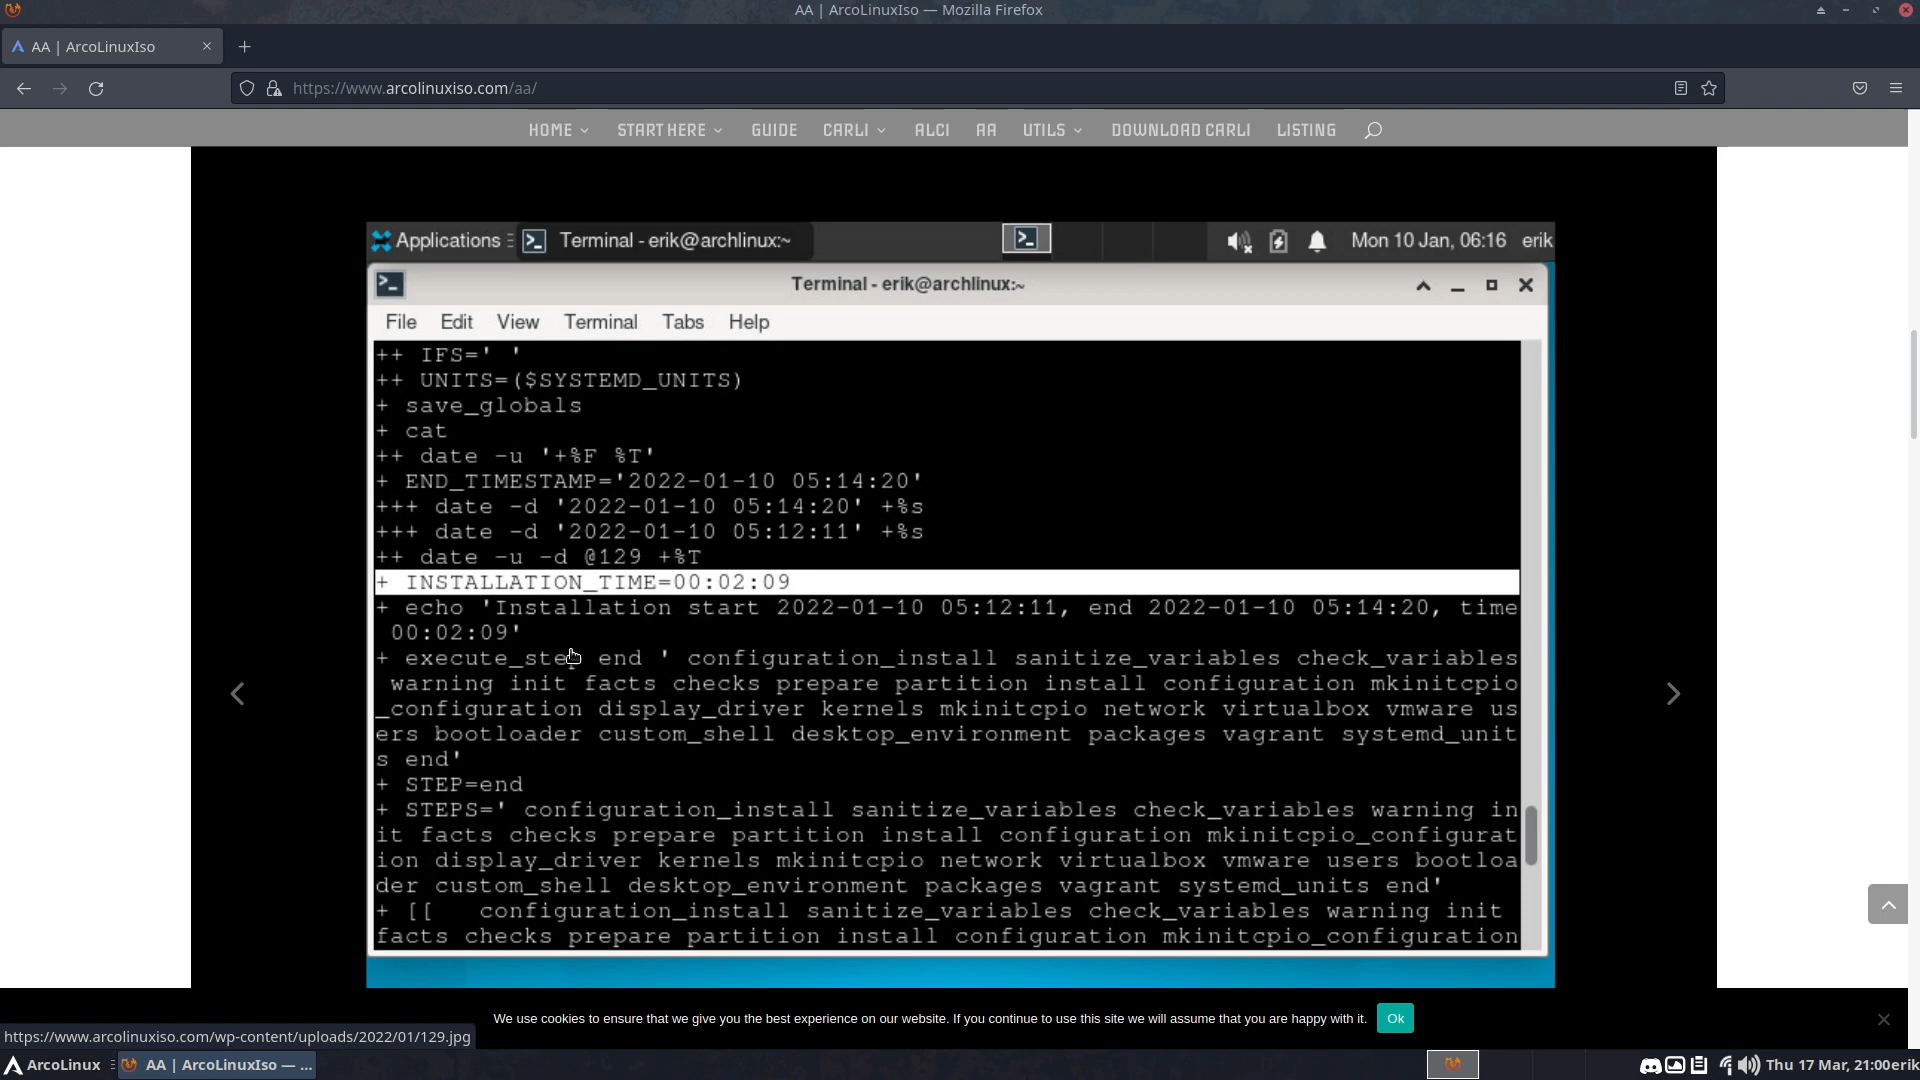 AA | ArcoLinuxIso — Mozilla Firefox
AA | ArcoLinuxIso
https://www.arcolinuxiso.com/aa/
HOME START HERE GUIDE CARLI ALCI AA UTILS DOWNLOAD CARLI LISTING
Applications Terminal - erik@archlinux:~ Mon 10 Jan, 06:16 erik
Terminal - erik@archlinux:~
File Edit View Terminal Tabs Help
++ IFS=' '
++ UNITS=($SYSTEMD_UNITS)
+ save_globals
+ cat
++ date -u '+%F %T'
+ END_TIMESTAMP='2022-01-10 05:14:20'
+++ date -d '2022-01-10 05:14:20' +%s
+++ date -d '2022-01-10 05:12:11' +%s
++ date -u -d @129 +%T
+ INSTALLATION_TIME=00:02:09
+ echo 'Installation start 2022-01-10 05:12:11, end 2022-01-10 05:14:20, time
00:02:09'
+ execute_step end ' configuration_install sanitize_variables check_variables
warning init facts checks prepare partition install configuration mkinitcpio
_configuration display_driver kernels mkinitcpio network virtualbox vmware us
ers bootloader custom_shell desktop_environment packages vagrant systemd_unit
s end'
+ STEP=end
+ STEPS=' configuration_install sanitize_variables check_variables warning in
it facts checks prepare partition install configuration mkinitcpio_configurat
ion display_driver kernels mkinitcpio network virtualbox vmware users bootloa
der custom_shell desktop_environment packages vagrant systemd_units end'
+ [[ configuration_install sanitize_variables check_variables warning init
facts checks prepare partition install configuration mkinitcpio_configuration
We use cookies to ensure that we give you the best experience on our website. If you continue to use this site we will assume that you are happy with it. Ok
https://www.arcolinuxiso.com/wp-content/uploads/2022/01/129.jpg
ArcoLinux AA | ArcoLinuxIso — ... Thu 17 Mar, 21:00 erik